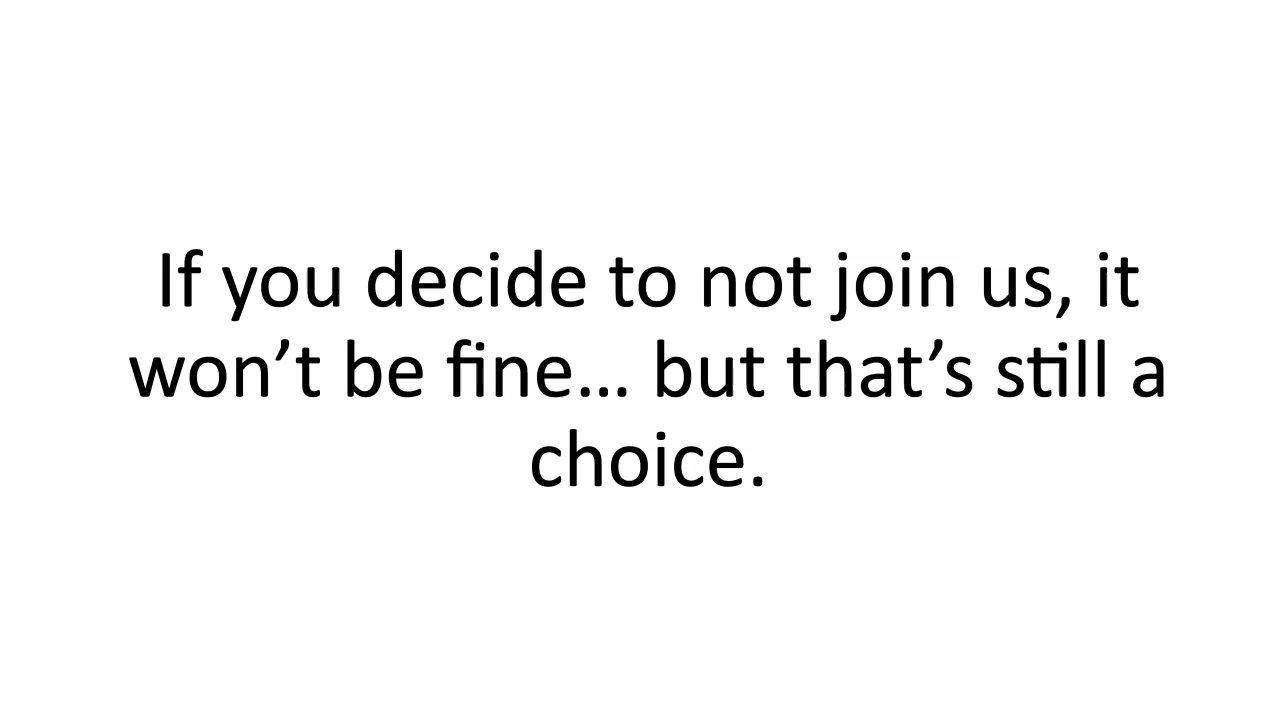 If you decide to not join us, it
won’t be fine… but that’s still a
choice.